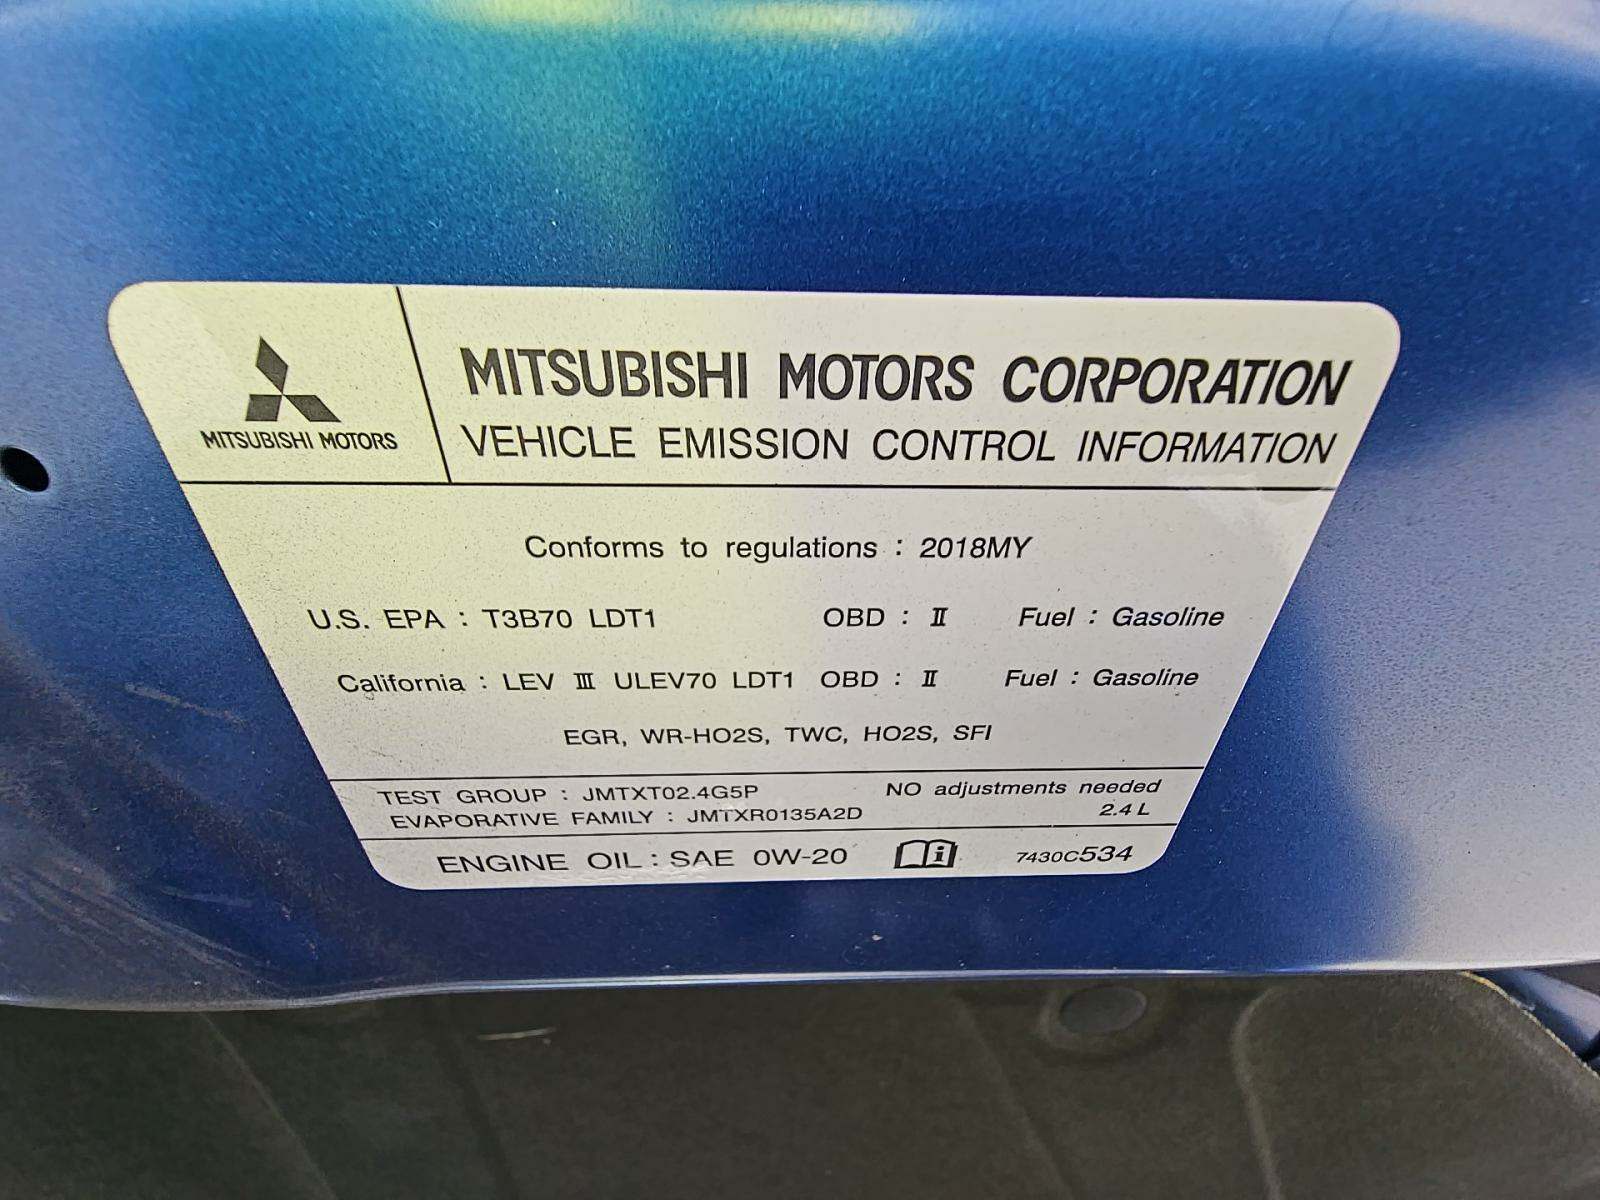 MITSUBISHI MOTORS
MITSUBISHI MOTORS CORPORATION
VEHICLE EMISSION CONTROL INFORMATION
Conforms to regulations : 2018MY
U.S. EPA : T3B70 LDT1 OBD : Ⅱ Fuel : Gasoline
California : LEV Ⅲ ULEV70 LDT1 OBD : Ⅱ Fuel : Gasoline
EGR, WR-HO2S, TWC, HO2S, SFI
TEST GROUP : JMTXT02.4G5P NO adjustments needed
EVAPORATIVE FAMILY : JMTXR0135A2D 2.4 L
ENGINE OIL : SAE 0W-20 i 7430C534